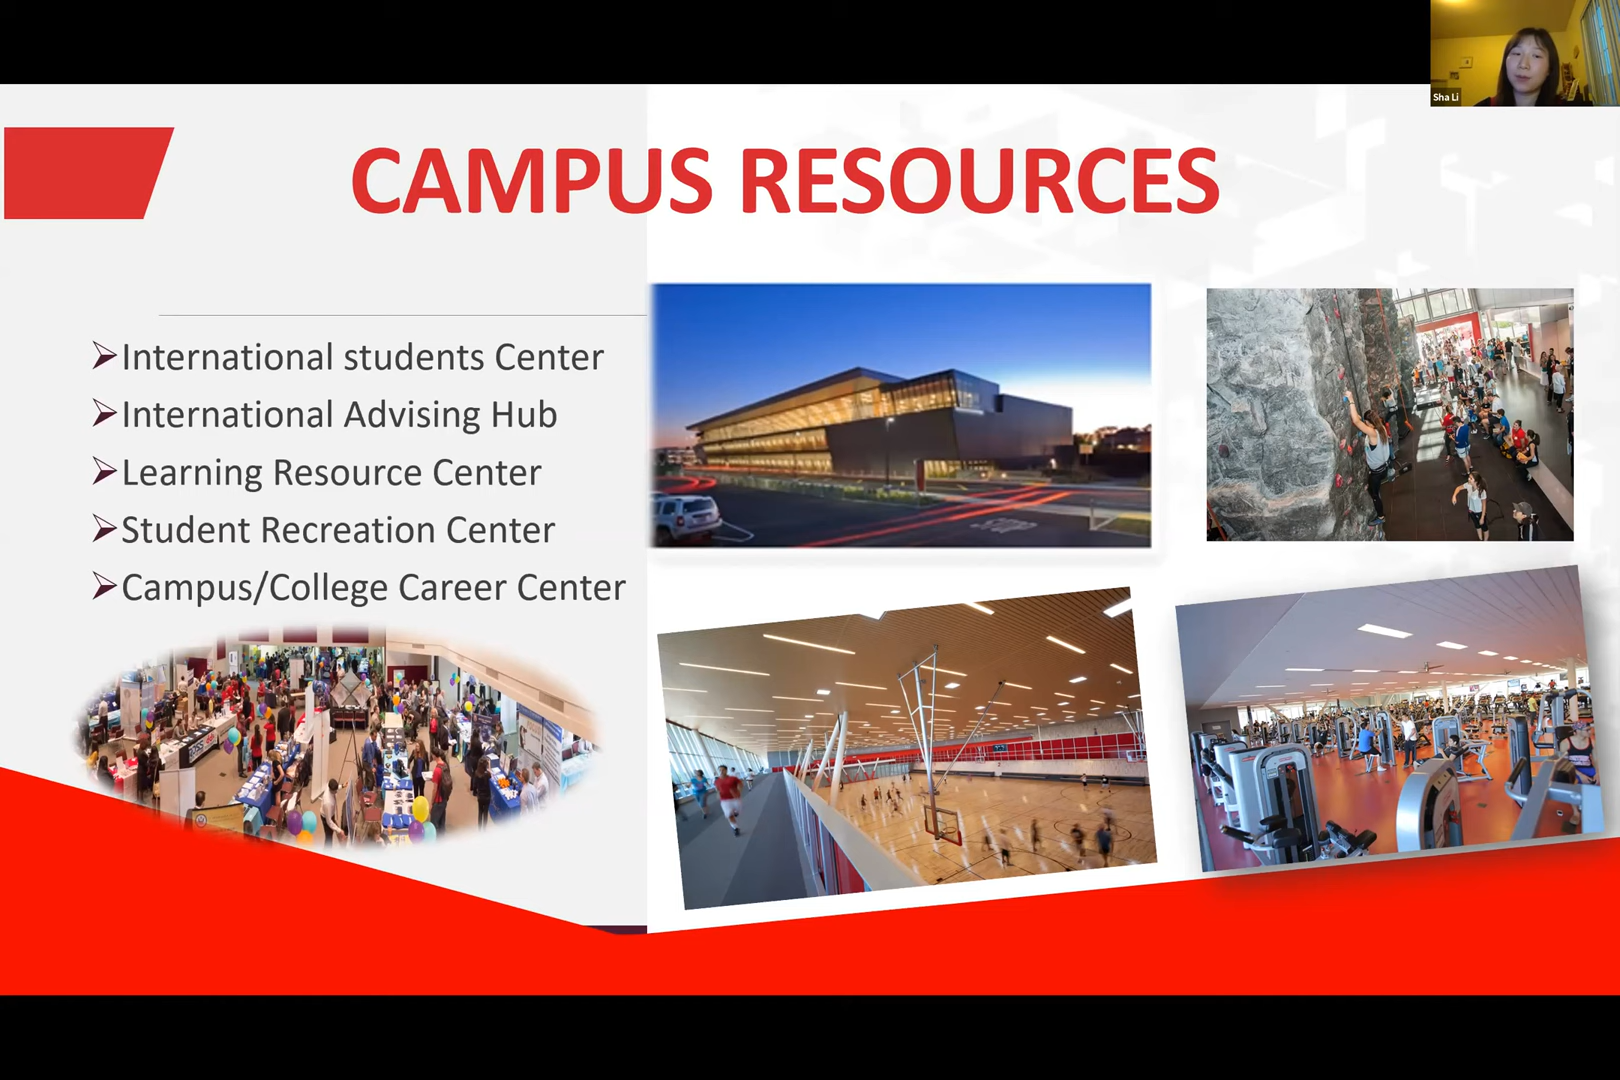 Sha Li
CAMPUS RESOURCES
International students Center
International Advising Hub
Learning Resource Center
Student Recreation Center
Campus/College Career Center